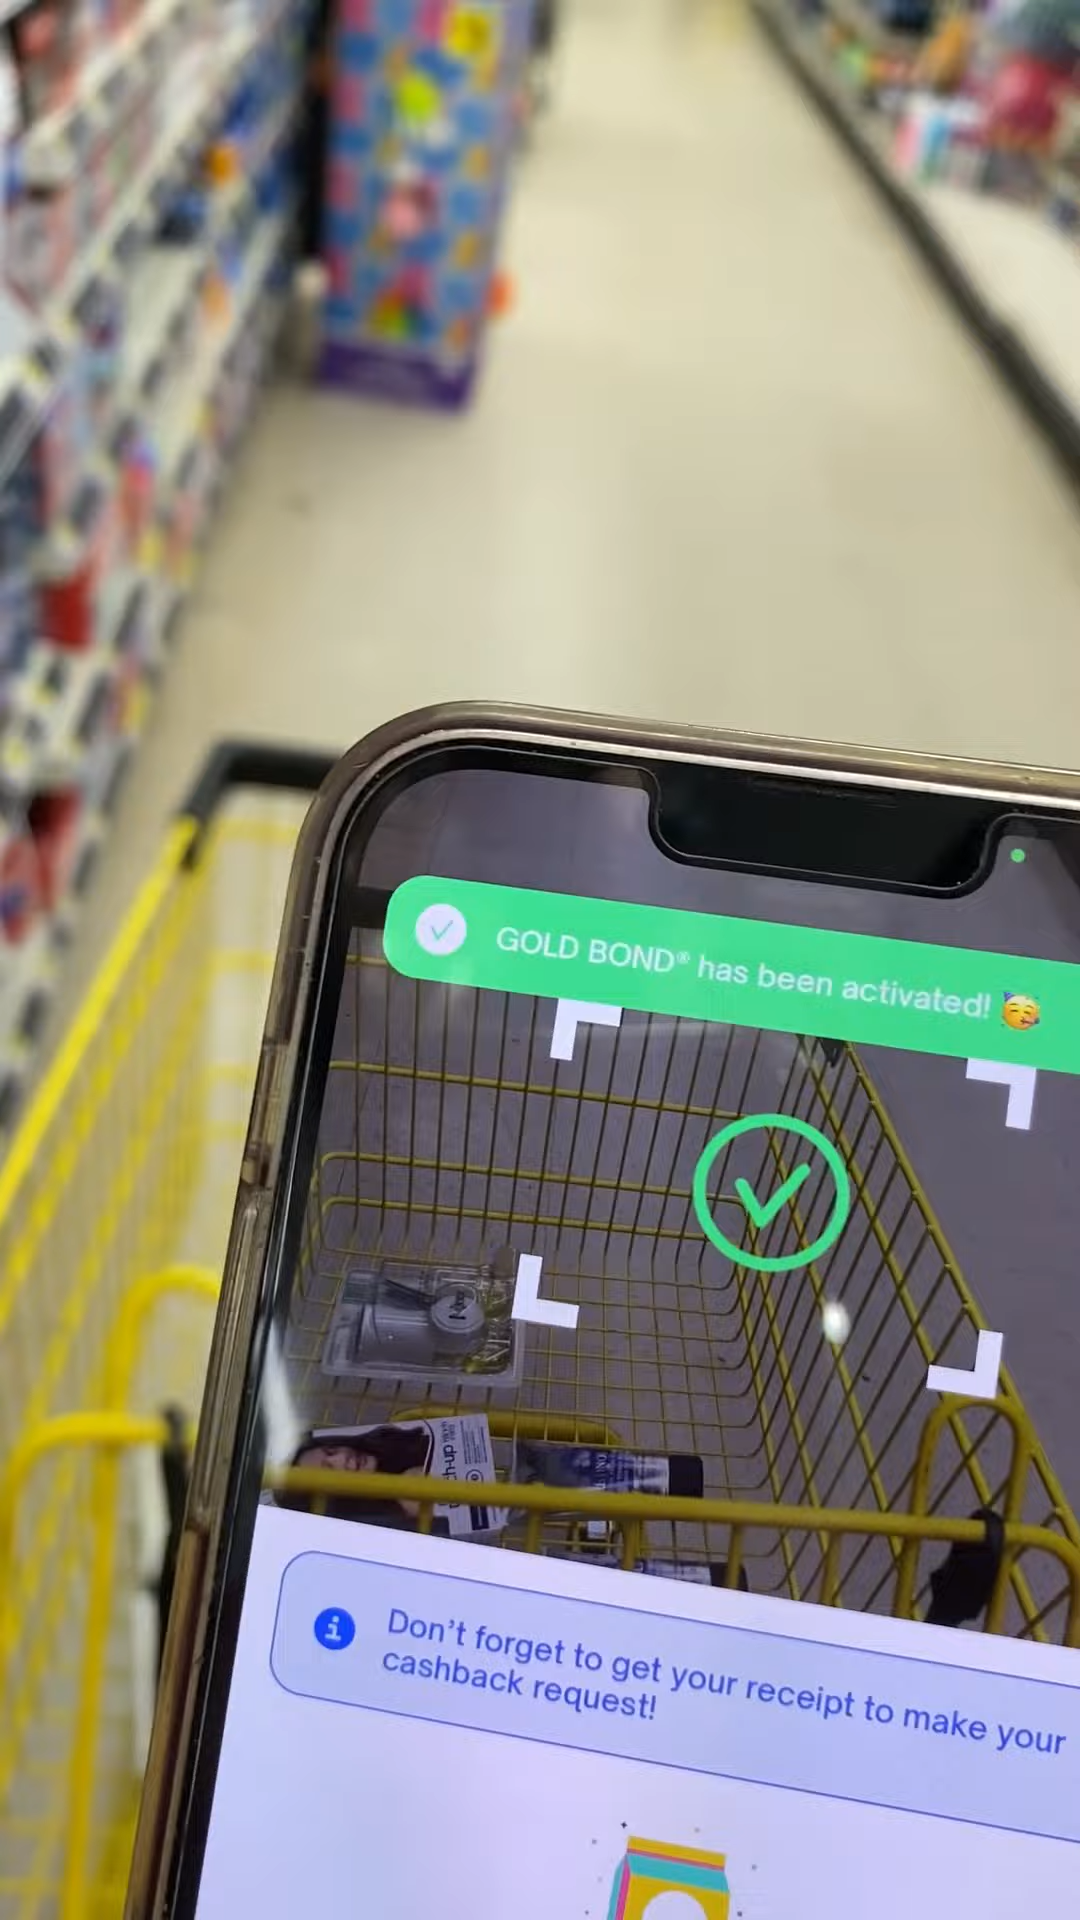 GOLD BOND® has been activated! 🥳
Don't forget to get your receipt to make your
cashback request!